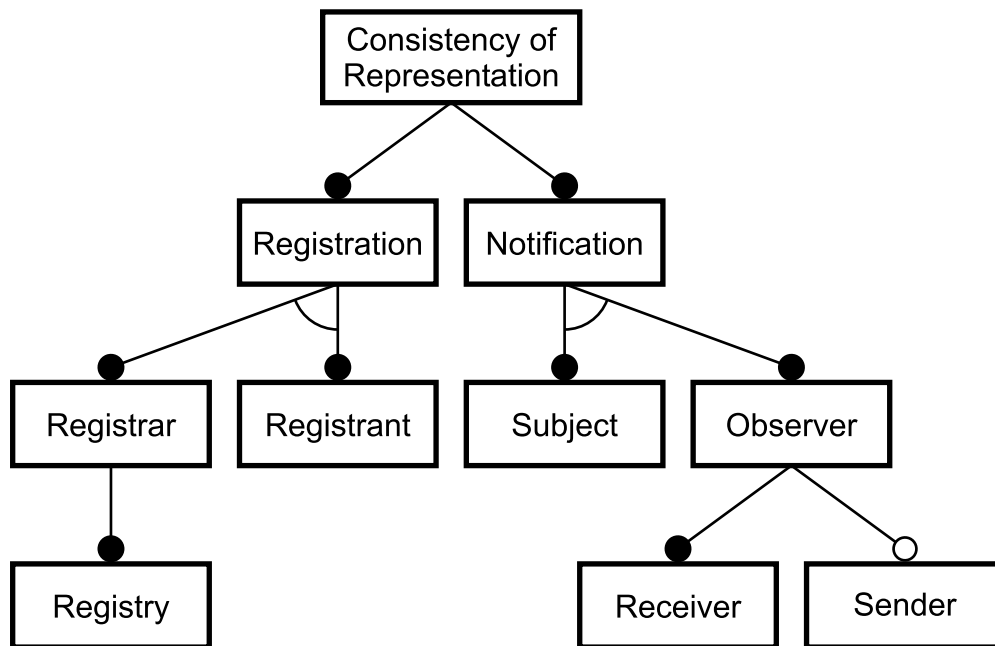 Consistency of
Representation
Registration
Notification
Registrar
Registrant
Subject
Observer
Registry
Receiver
Sender